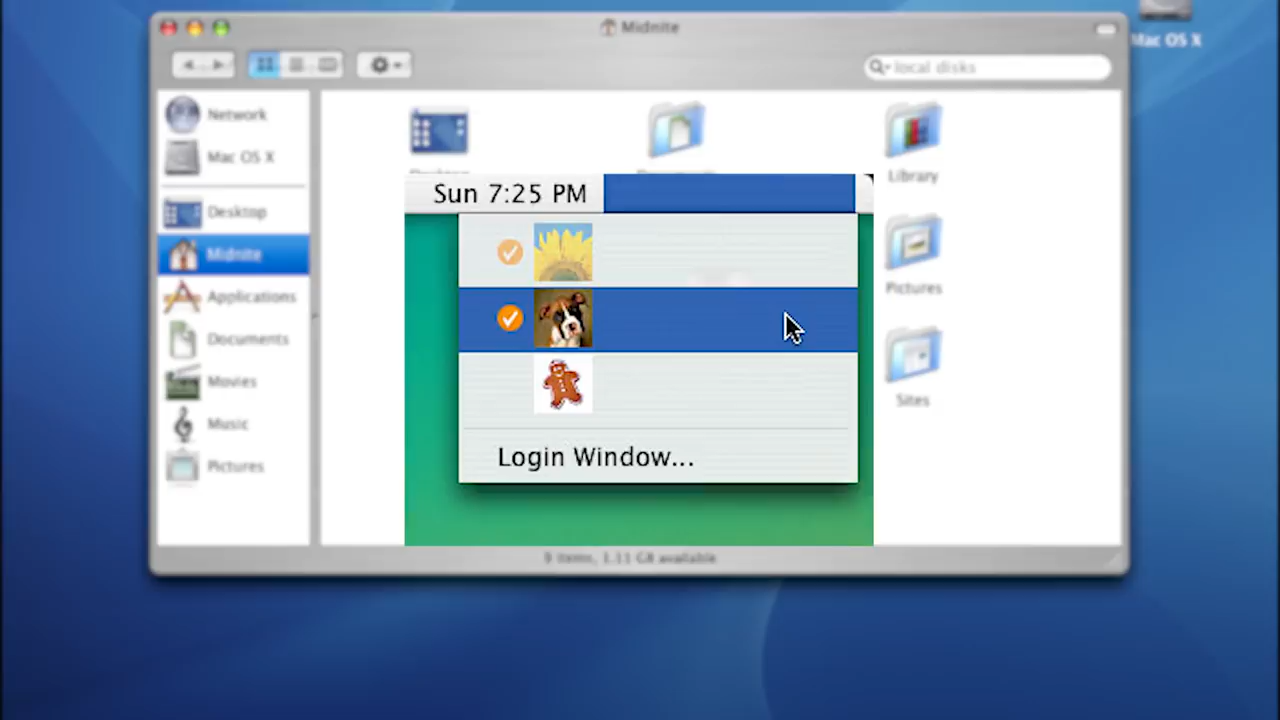 Midnite
Mac OS X
local disks
Network
Mac OS X
Desktop
Midnite
Applications
Documents
Movies
Music
Pictures
Library
Pictures
Sites
Sun 7:25 PM
Login Window...
9 items, 1.11 GB available